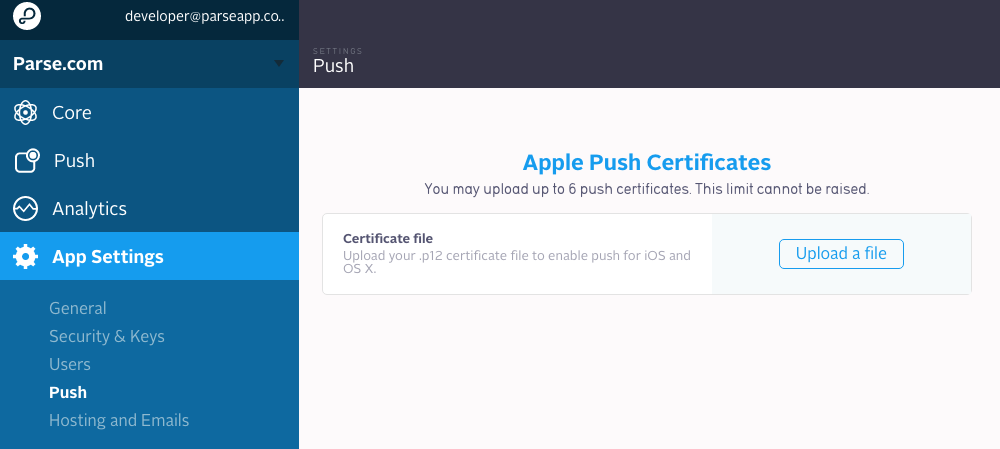 developer@parseapp.co..
Parse.com
Core
Push
Analytics
App Settings
General
Security & Keys
Users
Push
Hosting and Emails
SETTINGS
Push
Apple Push Certificates
You may upload up to 6 push certificates. This limit cannot be raised.
Certificate file
Upload your .p12 certificate file to enable push for iOS and
OS X.
Upload a file